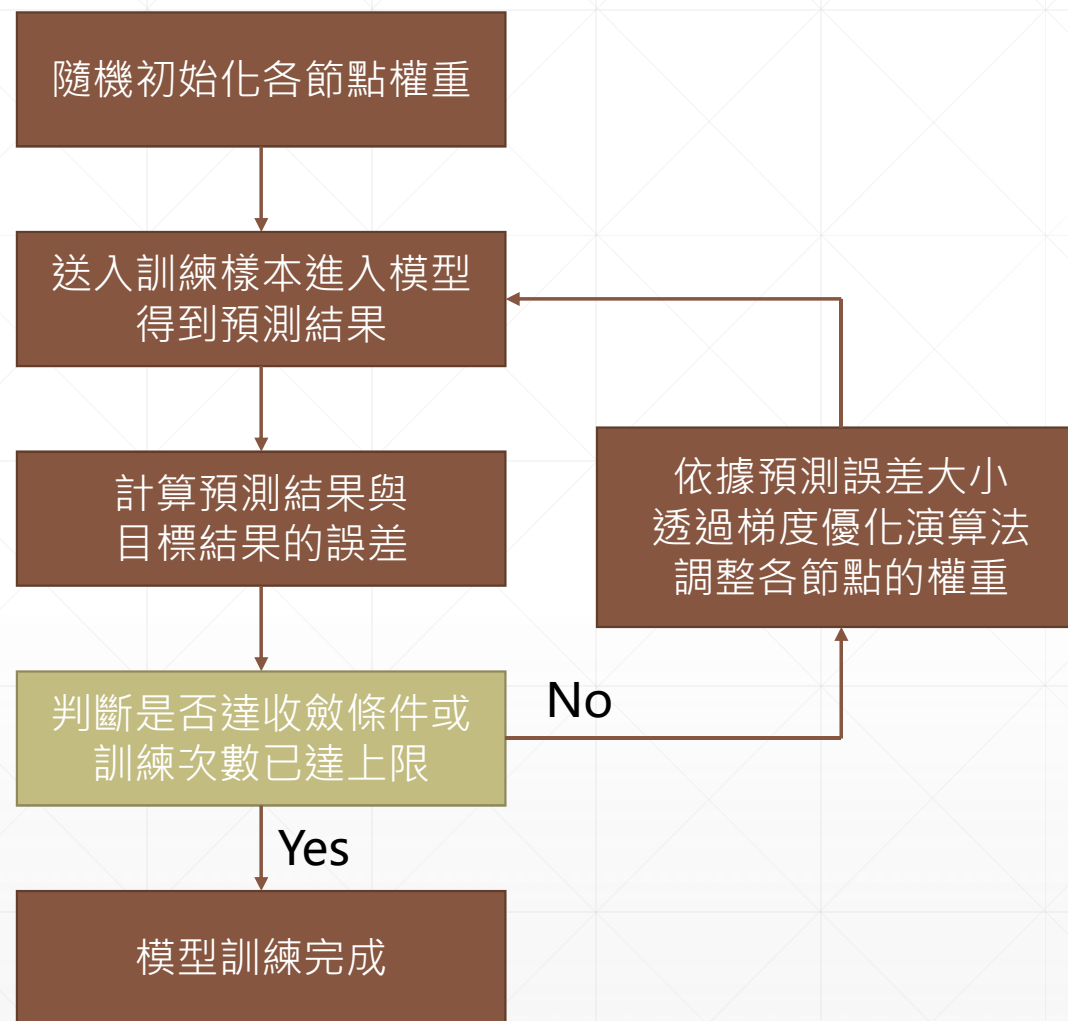 隨機初始化各節點權重
送入訓練樣本進入模型
得到預測結果
計算預測結果與
目標結果的誤差
依據預測誤差大小
透過梯度優化演算法
調整各節點的權重
判斷是否達收斂條件或
訓練次數已達上限
No
Yes
模型訓練完成